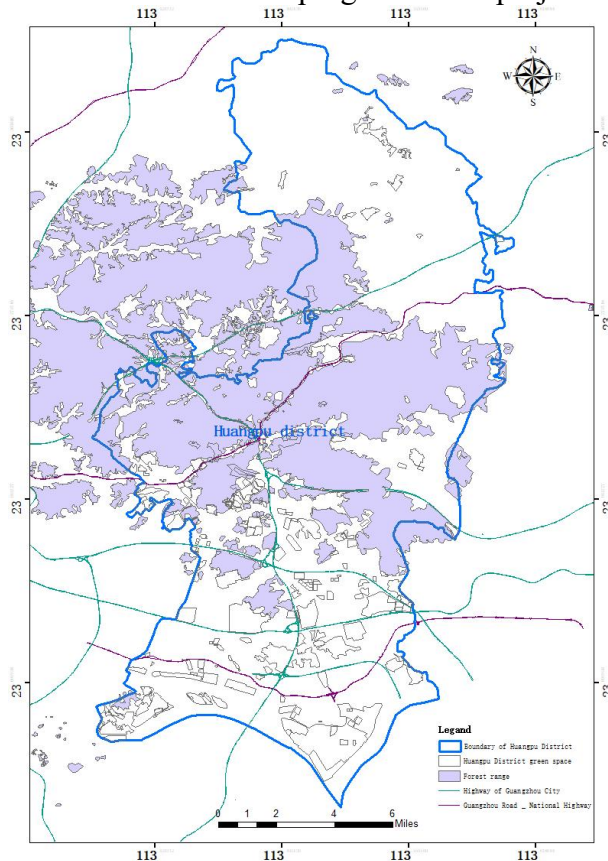 113 113 113 113
N
W E
S
23 23
23 23
Huangpu district
23 23
23 23
Legand
Boundary of Huangpu District
Huangpu District green space
Forest range
Highway of Guangzhou City
Guangzhou Road _ National Highway
0 1 2 4 6
Miles
113 113 113 113